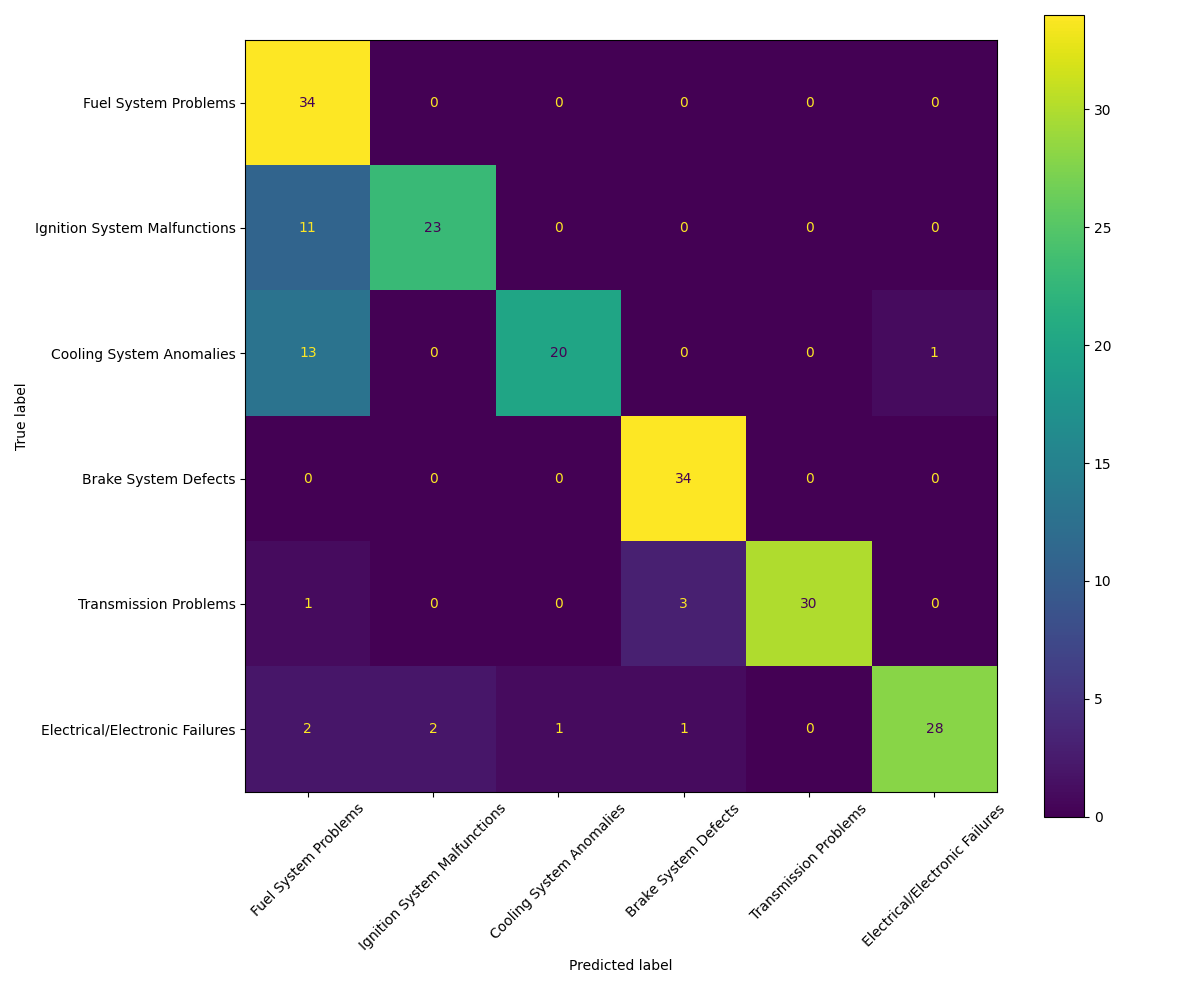 Fuel System Problems 34 0 0 0 0 0
Ignition System Malfunctions 11 23 0 0 0 0
Cooling System Anomalies 13 0 20 0 0 1
Brake System Defects 0 0 0 34 0 0
Transmission Problems 1 0 0 3 30 0
Electrical/Electronic Failures 2 2 1 1 0 28
True label
Fuel System Problems
Ignition System Malfunctions
Cooling System Anomalies
Brake System Defects
Transmission Problems
Electrical/Electronic Failures
Predicted label
30
25
20
15
10
5
0